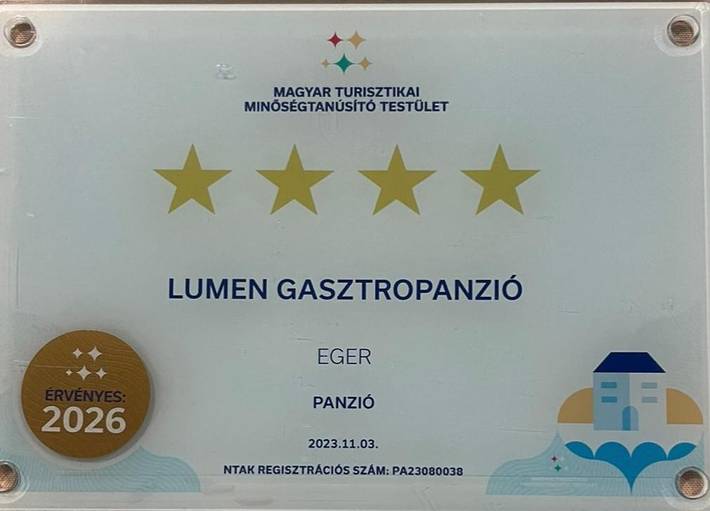 MAGYAR TURISZTIKAI
MINŐSÉGTANÚSÍTÓ TESTÜLET
LUMEN GASZTROPANZIÓ
EGER
PANZIÓ
2023.11.03.
NTAK REGISZTRÁCIÓS SZÁM: PA23080038
ÉRVÉNYES:
2026